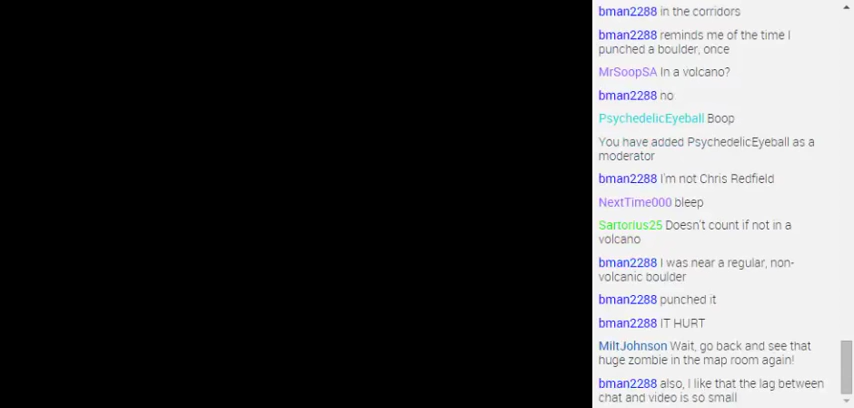 bman2288 in the corridors
bman2288 reminds me of the time I
punched a boulder, once
MrSoopSA In a volcano?
bman2288 no
PsychedelicEyeball Boop
You have added PsychedelicEyeball as a
moderator
bman2288 I'm not Chris Redfield
NextTime000 bleep
Sartorius25 Doesn't count if not in a
volcano
bman2288 I was near a regular, non-
volcanic boulder
bman2288 punched it
bman2288 IT HURT
MiltJohnson Wait, go back and see that
huge zombie in the map room again!
bman2288 also, I like that the lag between
chat and video is so small